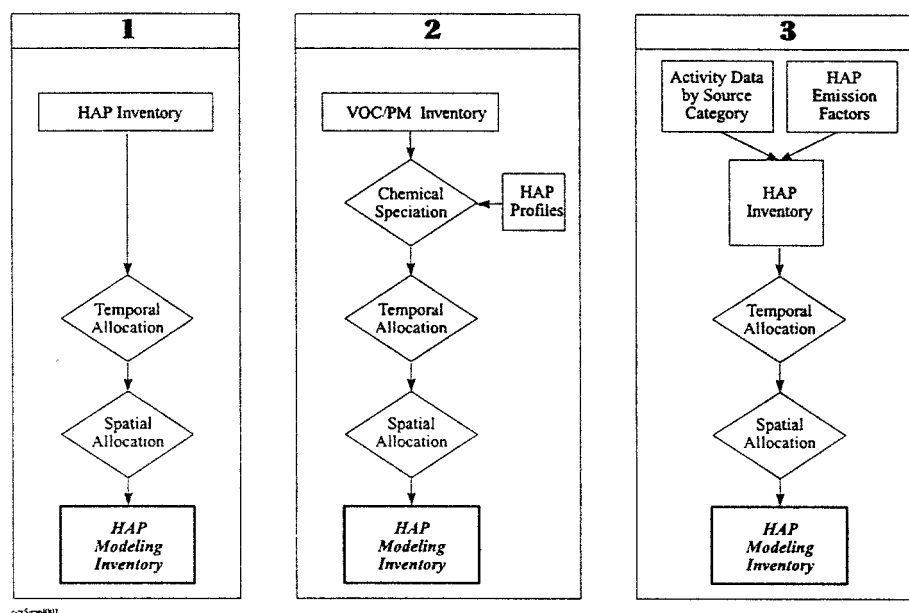 1
HAP Inventory
Temporal
Allocation
Spatial
Allocation
HAP
Modeling
Inventory
2
VOC/PM Inventory
Chemical
Speciation
HAP
Profiles
Temporal
Allocation
Spatial
Allocation
HAP
Modeling
Inventory
3
Activity Data
by Source
Category
HAP
Emission
Factors
HAP
Inventory
Temporal
Allocation
Spatial
Allocation
HAP
Modeling
Inventory